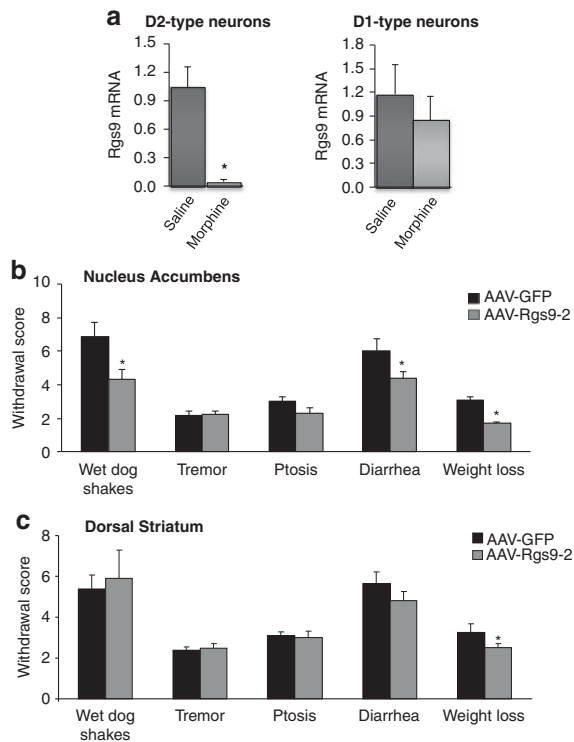 a
D2-type neurons
Rgs9 mRNA
1.5
1.2
0.9
0.6
0.3
0.0
*
Saline
Morphine
D1-type neurons
Rgs9 mRNA
1.8
1.5
1.2
0.9
0.6
0.3
0.0
Saline
Morphine
b
Nucleus Accumbens
AAV-GFP
AAV-Rgs9-2
Withdrawal score
10
8
6
4
2
0
*
*
*
Wet dog
shakes
Tremor
Ptosis
Diarrhea
Weight loss
c
Dorsal Striatum
AAV-GFP
AAV-Rgs9-2
Withdrawal score
8
6
4
2
0
*
Wet dog
shakes
Tremor
Ptosis
Diarrhea
Weight loss